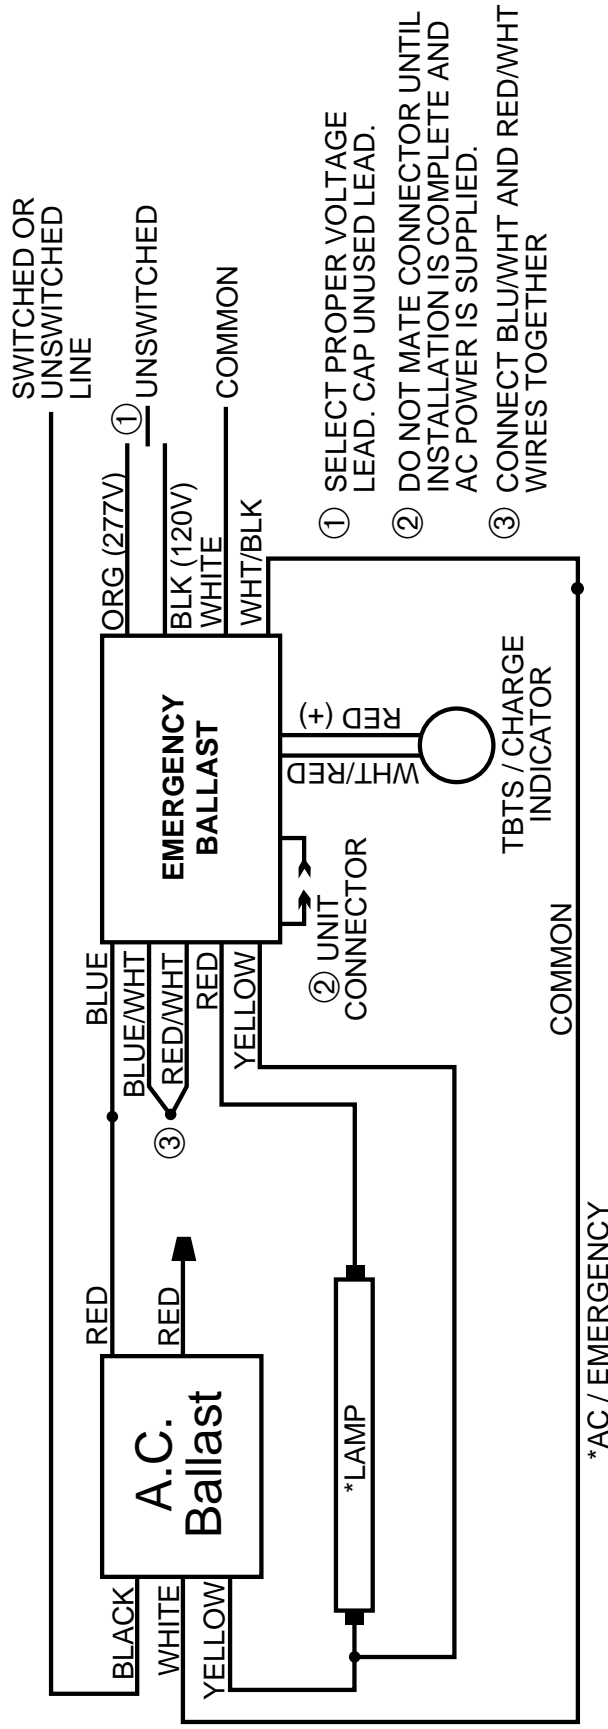 SWITCHED OR
UNSWITCHED
LINE
① UNSWITCHED
COMMON
ORG (277V)
BLK (120V)
WHITE
WHT/BLK
EMERGENCY
BALLAST
BLUE
BLUE/WHT
RED/WHT
RED
YELLOW
③
RED
RED
A.C.
Ballast
BLACK
WHITE
YELLOW
*LAMP
② UNIT
CONNECTOR
RED (+)
WHT/RED
TBTS / CHARGE
INDICATOR
COMMON
*AC / EMERGENCY
① SELECT PROPER VOLTAGE
LEAD. CAP UNUSED LEAD.
② DO NOT MATE CONNECTOR UNTIL
INSTALLATION IS COMPLETE AND
AC POWER IS SUPPLIED.
③ CONNECT BLU/WHT AND RED/WHT
WIRES TOGETHER